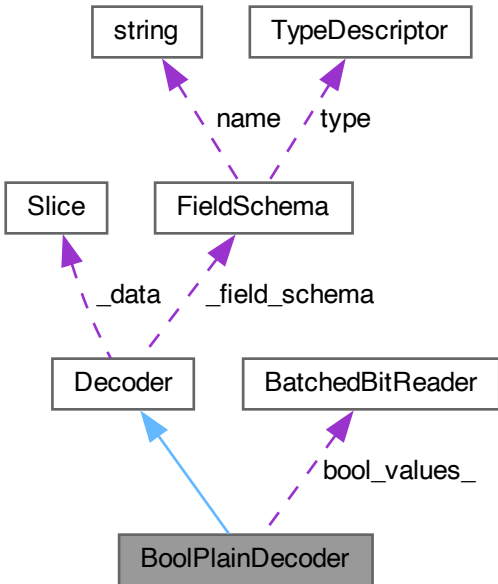 string
TypeDescriptor
name
type
Slice
FieldSchema
_data
_field_schema
Decoder
BatchedBitReader
bool_values_
BoolPlainDecoder